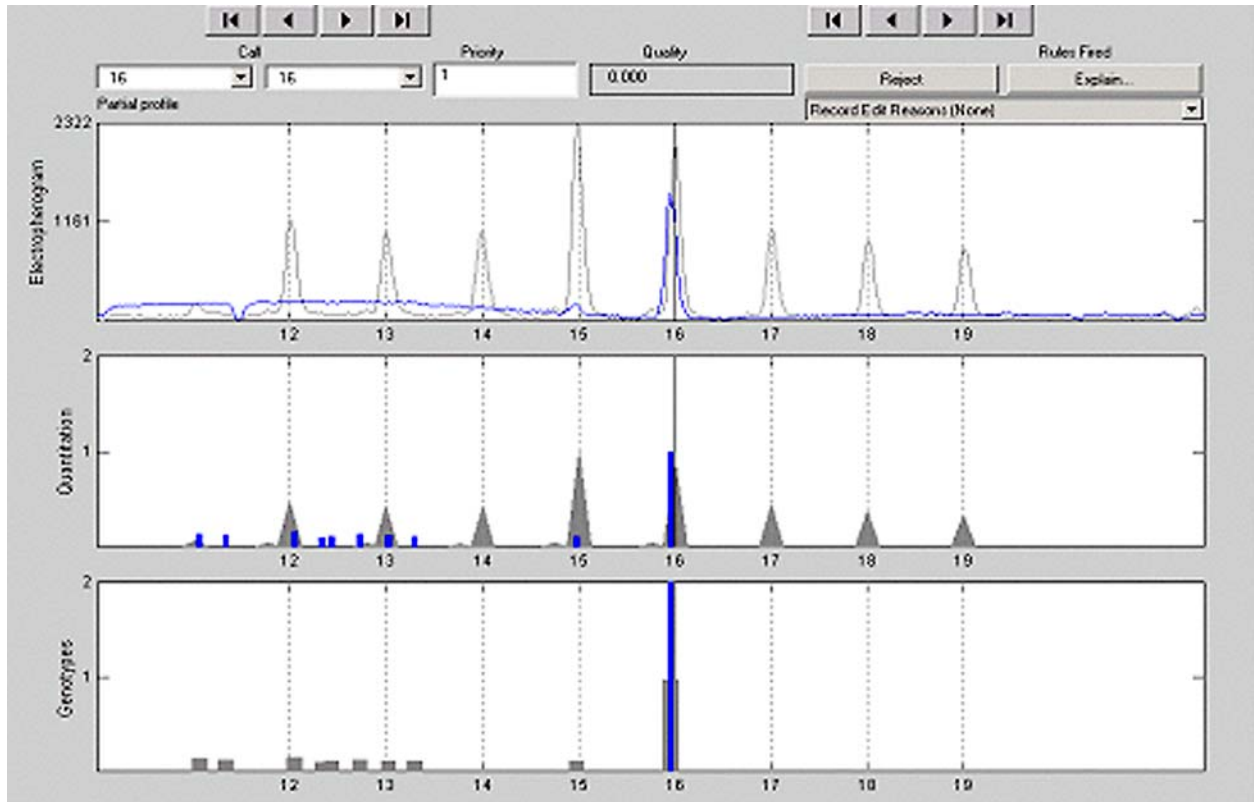 Call Priority Quality Rules Fired
16 16 1 0.000 Reject Explain...
Partial profile Record Edit Reasons (None)
2322
1161
Electropherogram
12 13 14 15 16 17 18 19
2
1
Quantitation
12 13 14 15 16 17 18 19
2
1
Genotypes
12 13 14 15 16 17 18 19